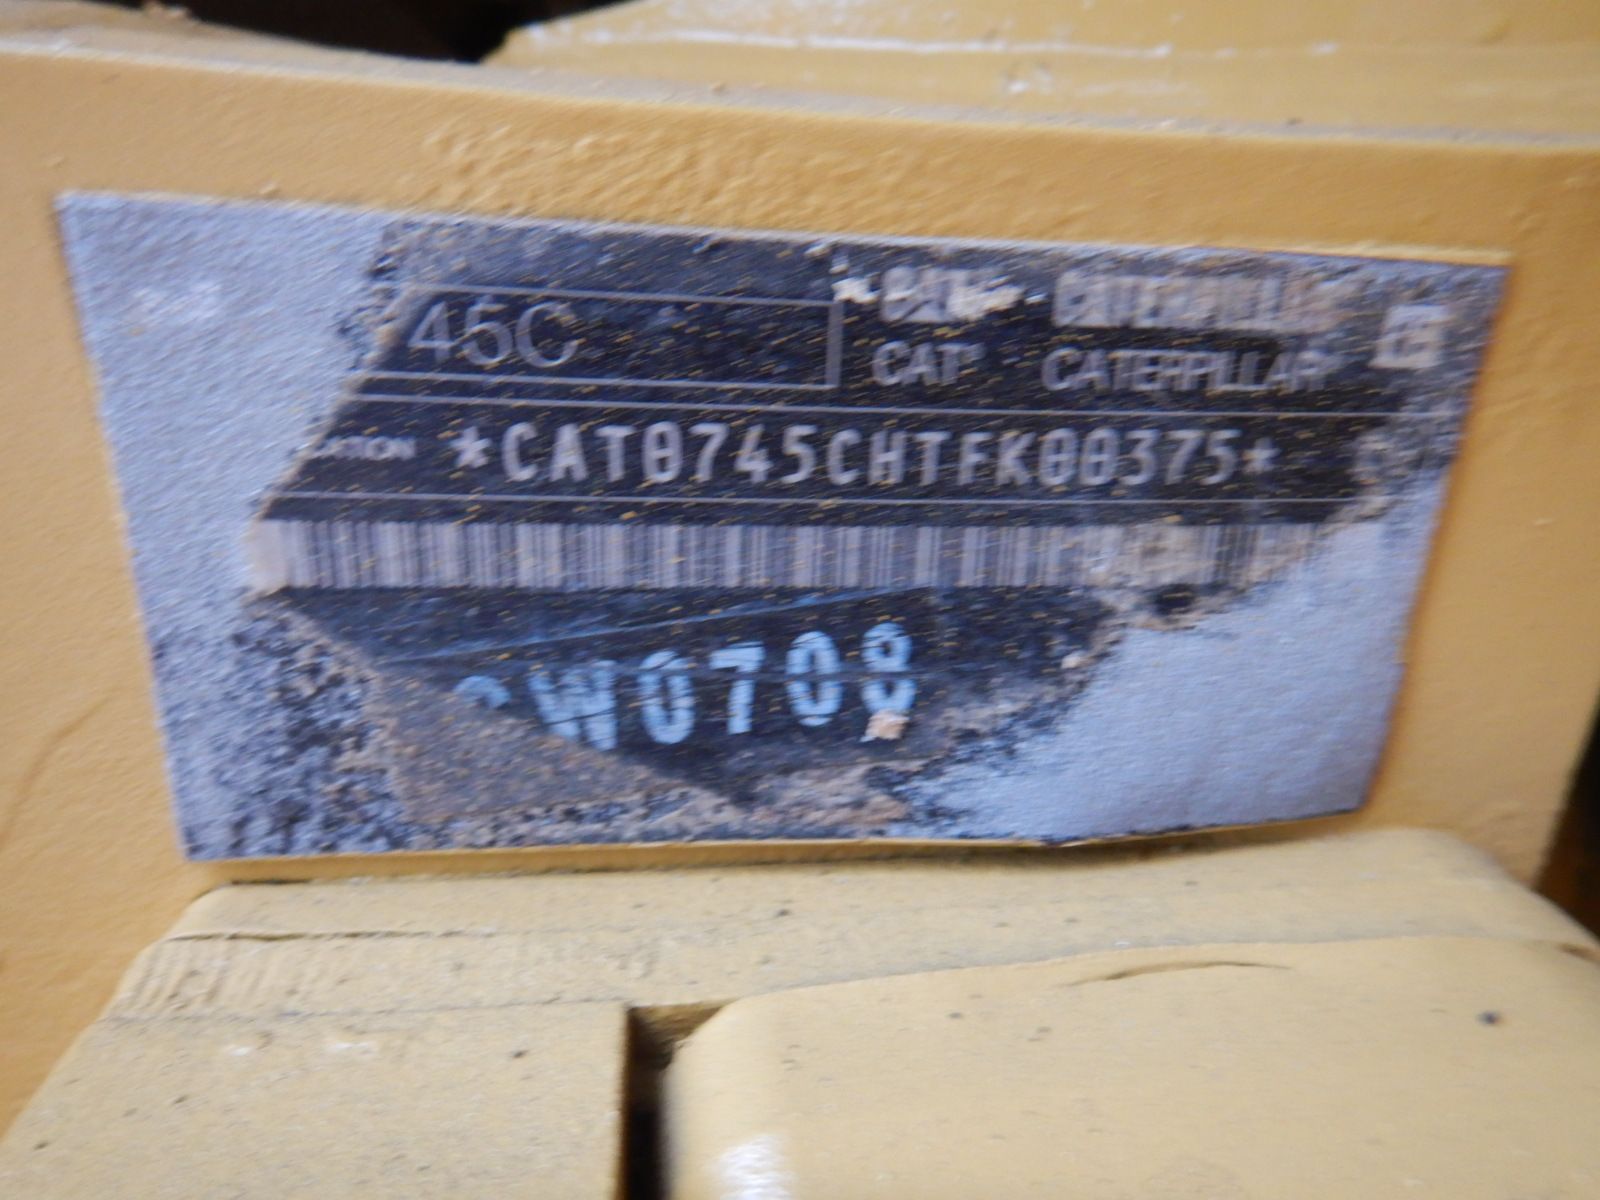 45C
CAT CATERPILLAR
CAT® CATERPILLAR®
*CAT0745CHTFK00375*
W0708